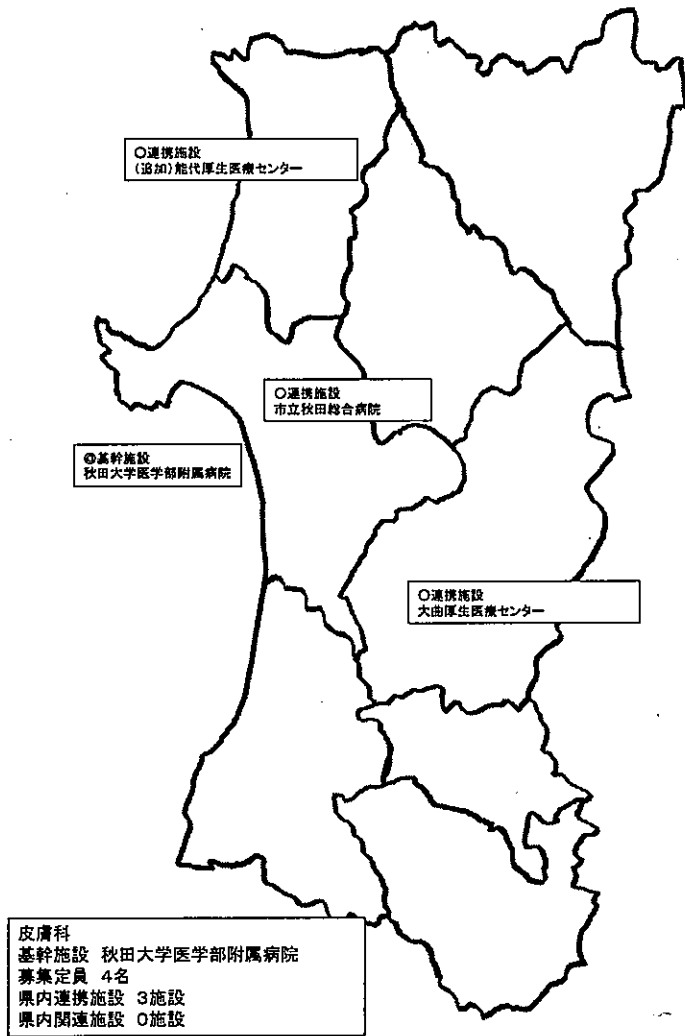 〇連携施設
(追加)能代厚生医療センター
〇連携施設
市立秋田総合病院
◎基幹施設
秋田大学医学部附属病院
〇連携施設
大曲厚生医療センター
皮膚科
基幹施設 秋田大学医学部附属病院
募集定員 4名
県内連携施設 3施設
県内関連施設 0施設